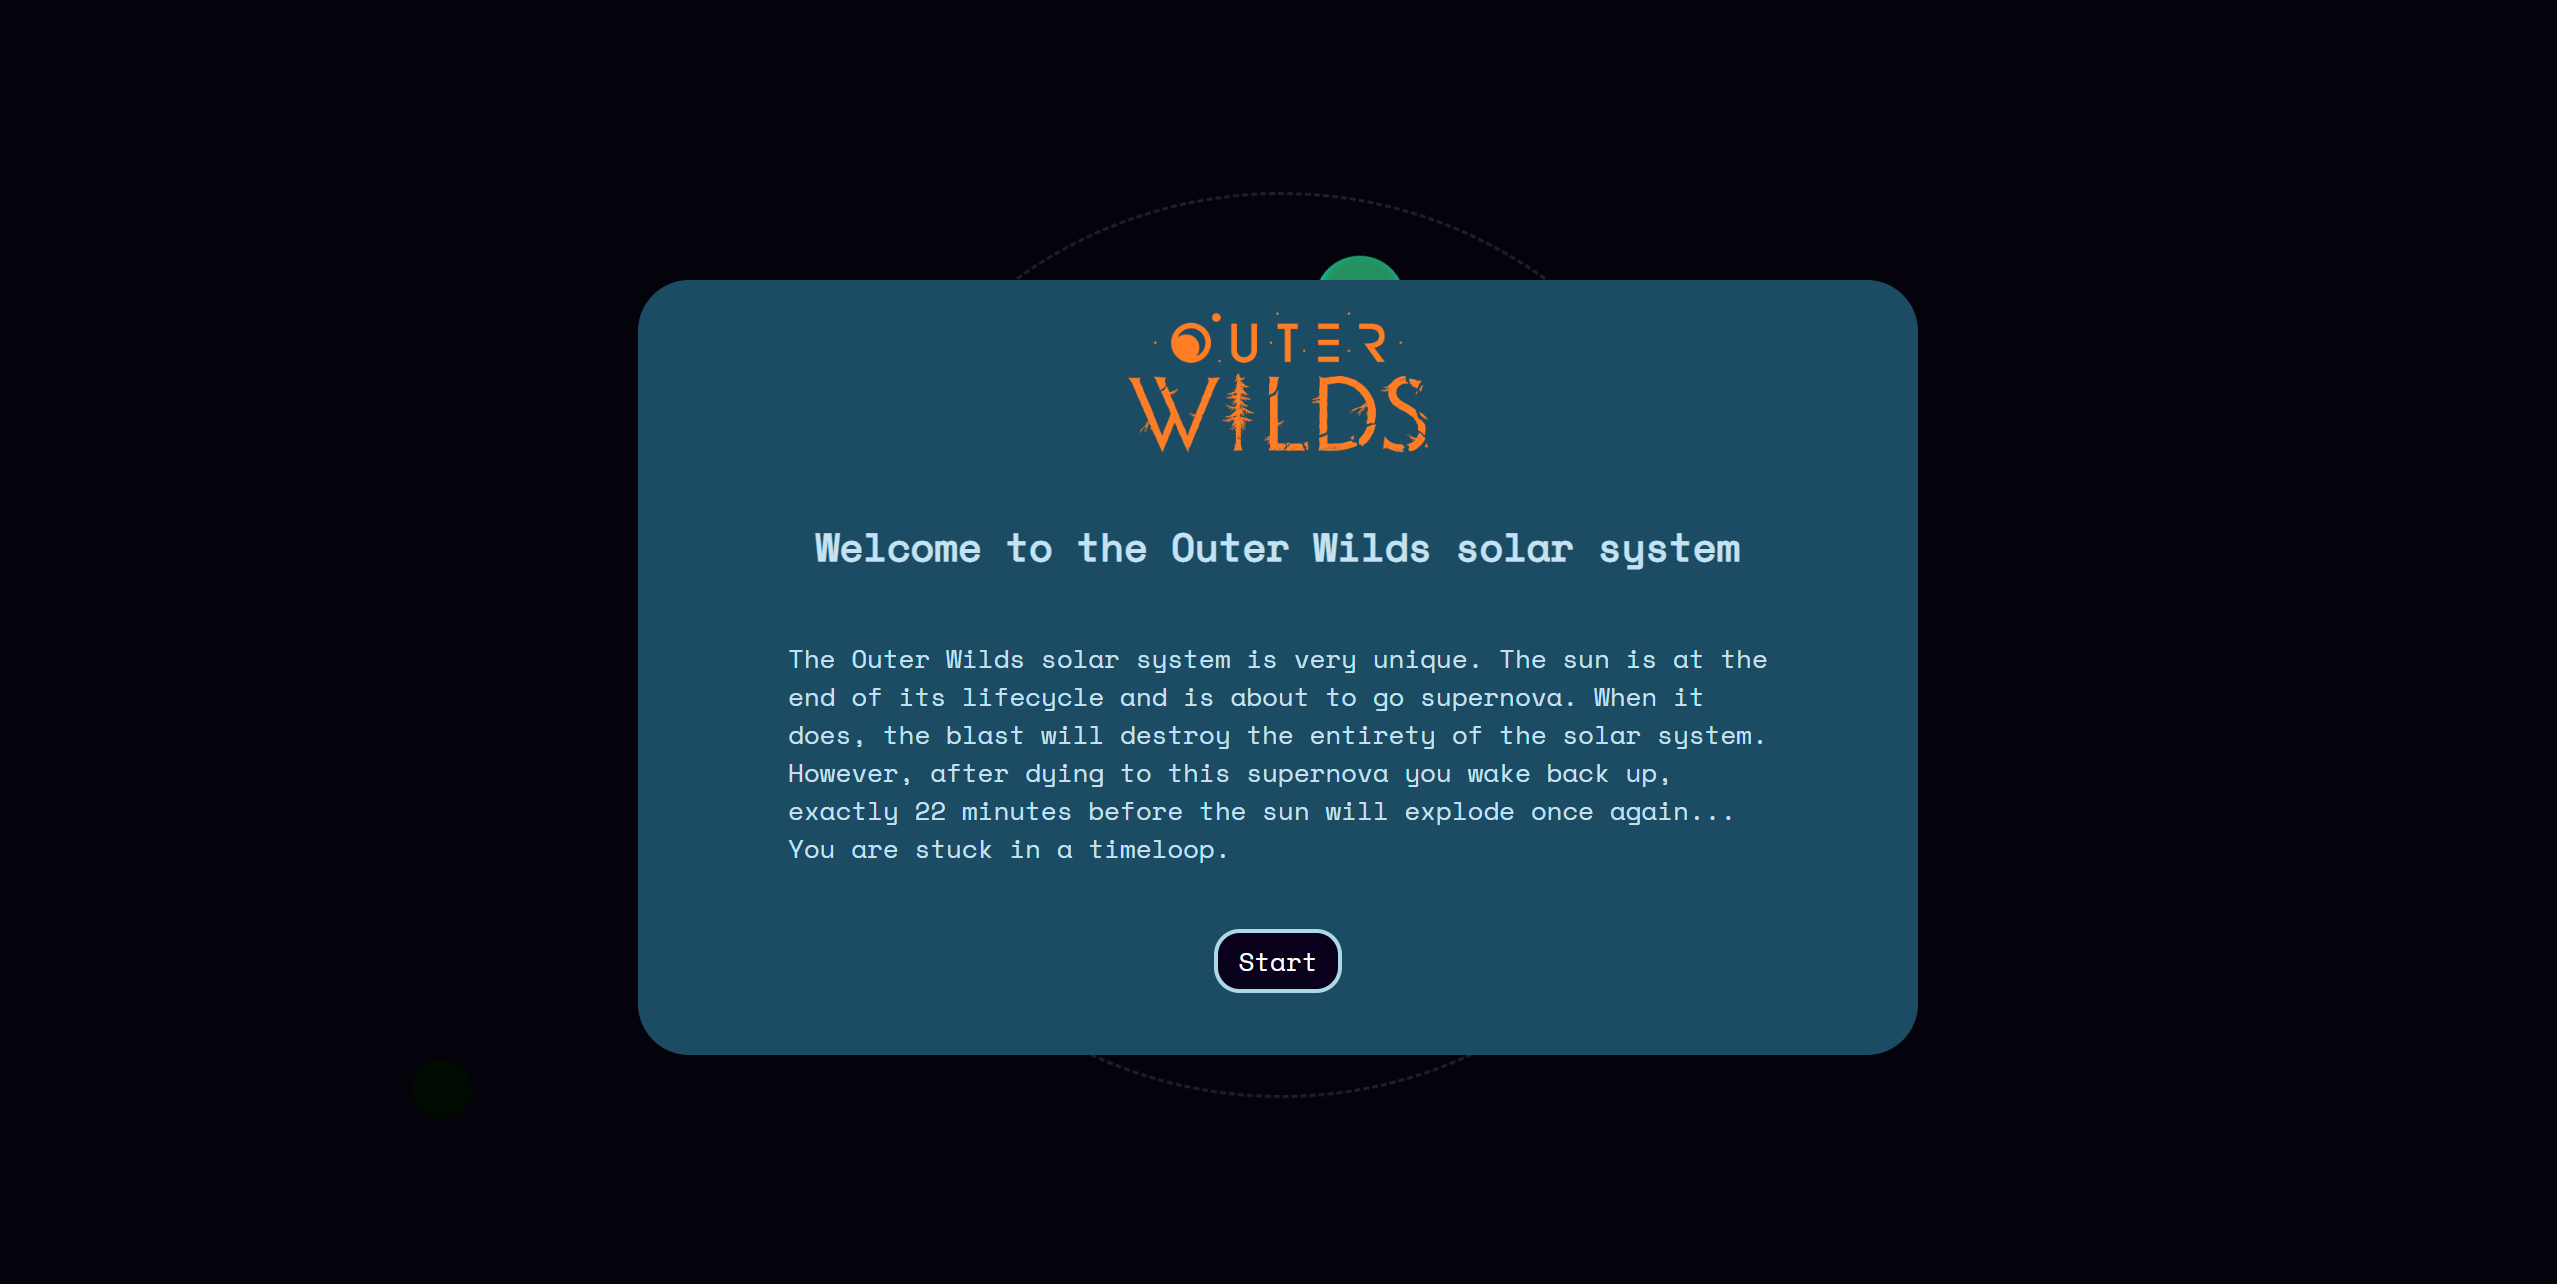 OUTER
WILDS
Welcome to the Outer Wilds solar system
The Outer Wilds solar system is very unique. The sun is at the
end of its lifecycle and is about to go supernova. When it
does, the blast will destroy the entirety of the solar system.
However, after dying to this supernova you wake back up,
exactly 22 minutes before the sun will explode once again...
You are stuck in a timeloop.
Start